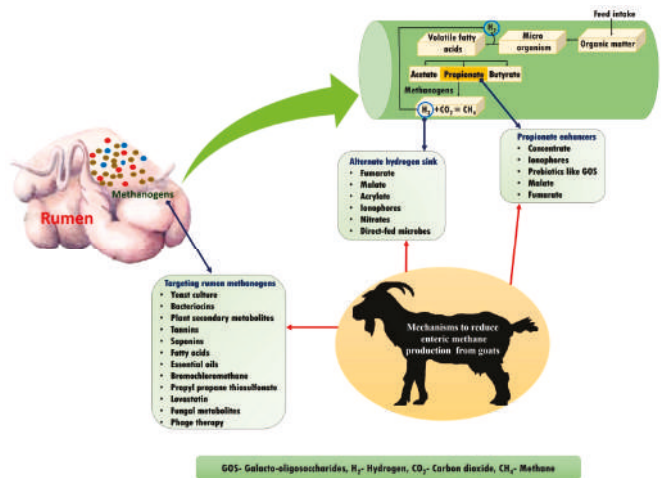 Feed intake
H₂
Volatile fatty
acids
Micro
organism
Organic matter
Acetate Propionate Butyrate
Methanogens
H₂ +CO₂ = CH₄
Methanogens
Rumen
Alternate hydrogen sink
• Fumarate
• Malate
• Acrylate
• Ionophores
• Nitrates
• Direct-fed microbes
Propionate enhancers
• Concentrate
• Ionophores
• Prebiotics like GOS
• Malate
• Fumarate
Targeting rumen methanogens
• Yeast culture
• Bacteriocins
• Plant secondary metabolites
• Tannins
• Saponins
• Fatty acids
• Essential oils
• Bromochloromethane
• Propyl propane thiosulfonate
• Lovastatin
• Fungal metabolites
• Phage therapy
Mechanisms to reduce
enteric methane
production from goats
GOS- Galacto-oligosaccharides, H₂- Hydrogen, CO₂- Carbon dioxide, CH₄- Methane